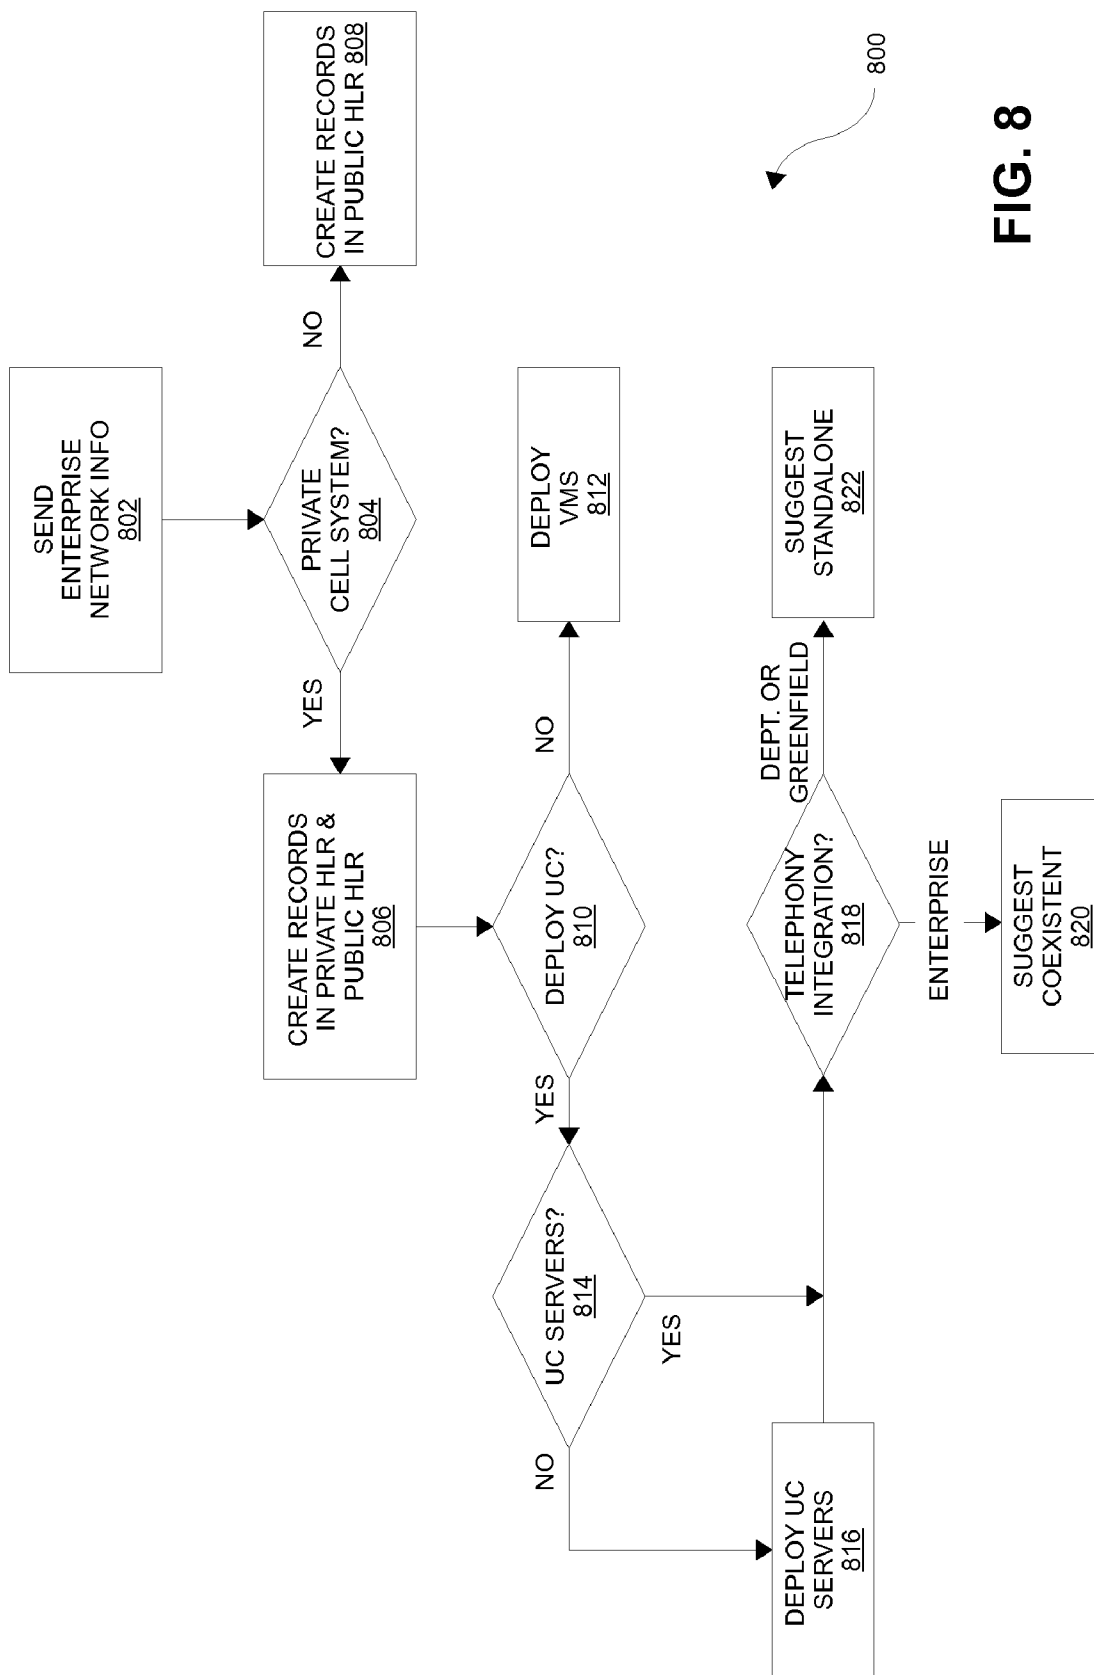 SEND
ENTERPRISE
NETWORK INFO
802
PRIVATE
CELL SYSTEM?
804
YES
NO
CREATE RECORDS
IN PRIVATE HLR &
PUBLIC HLR
806
CREATE RECORDS
IN PUBLIC HLR 808
DEPLOY UC?
810
YES
NO
DEPLOY
VMS
812
UC SERVERS?
814
NO
YES
DEPLOY UC
SERVERS
816
TELEPHONY
INTEGRATION?
818
DEPT. OR
GREENFIELD
SUGGEST
STANDALONE
822
ENTERPRISE
SUGGEST
COEXISTENT
820
800
FIG. 8